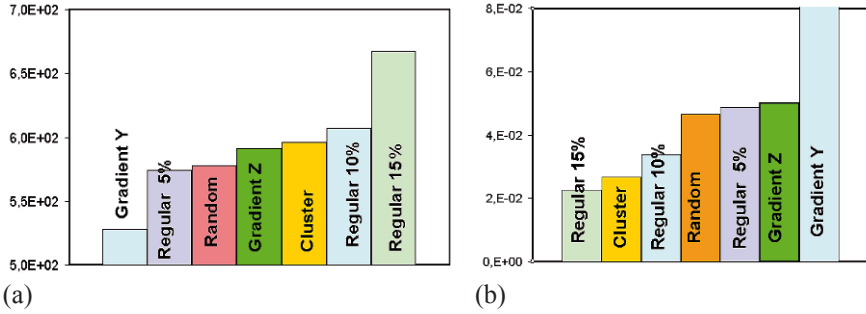 7,0E+02
6,5E+02
6,0E+02
5,5E+02
5,0E+02
Gradient Y
Regular 5%
Random
Gradient Z
Cluster
Regular 10%
Regular 15%
(a)
8,E-02
6,E-02
4,E-02
2,E-02
0,E+00
Regular 15%
Cluster
Regular 10%
Random
Regular 5%
Gradient Z
Gradient Y
(b)